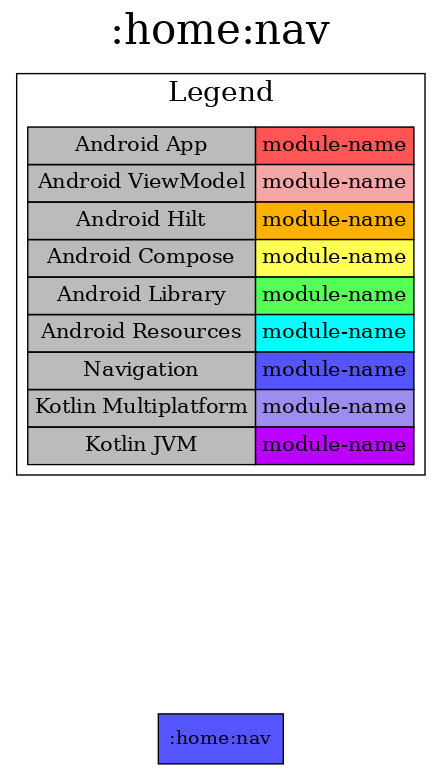 :home:nav
Legend
Android App module-name
Android ViewModel module-name
Android Hilt module-name
Android Compose module-name
Android Library module-name
Android Resources module-name
Navigation module-name
Kotlin Multiplatform module-name
Kotlin JVM module-name
:home:nav